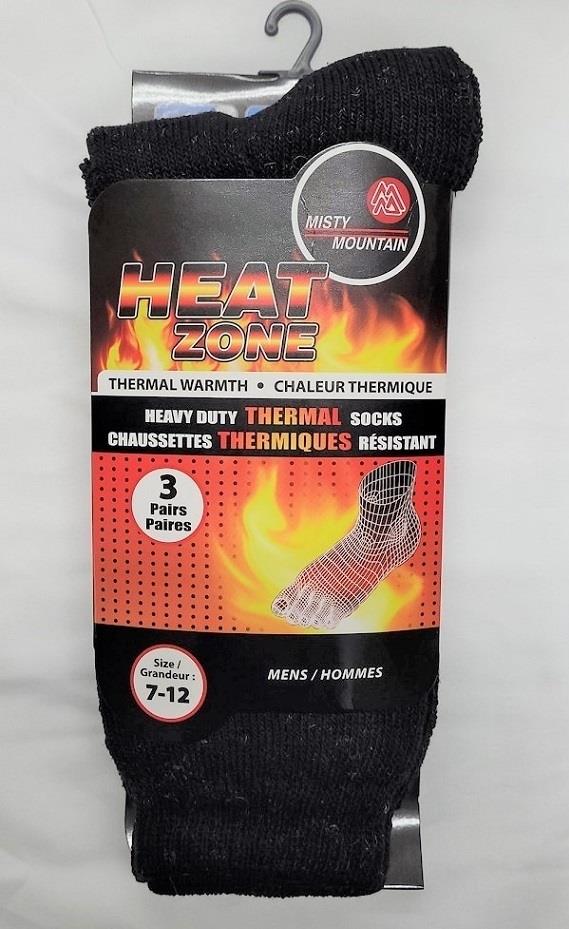 MISTY
MOUNTAIN
HEAT
ZONE
THERMAL WARMTH • CHALEUR THERMIQUE
HEAVY DUTY THERMAL SOCKS
CHAUSSETTES THERMIQUES RÉSISTANT
3
Pairs
Paires
Size /
Grandeur :
7-12
MENS / HOMMES